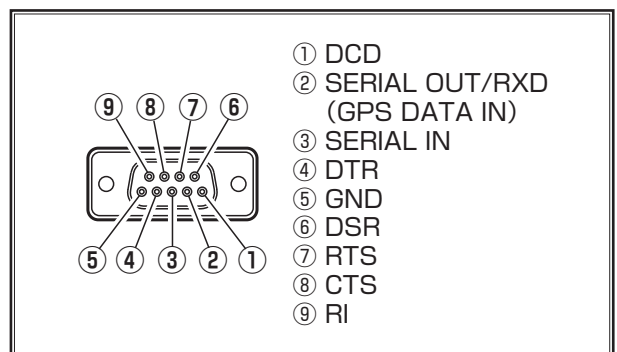 ① DCD
② SERIAL OUT/RXD
(GPS DATA IN)
③ SERIAL IN
④ DTR
⑤ GND
⑥ DSR
⑦ RTS
⑧ CTS
⑨ RI
⑨ ⑧ ⑦ ⑥
⑤ ④ ③ ② ①